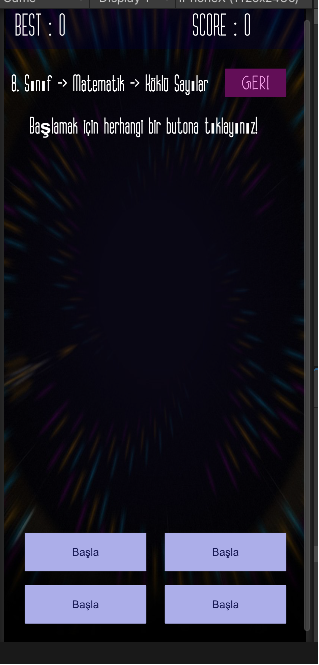 BEST : 0
SCORE : 0
8. Sınıf -> Matematik -> Köklü Sayılar
GERİ
Başlamak için herhangi bir butona tıklayınız!
Başla
Başla
Başla
Başla